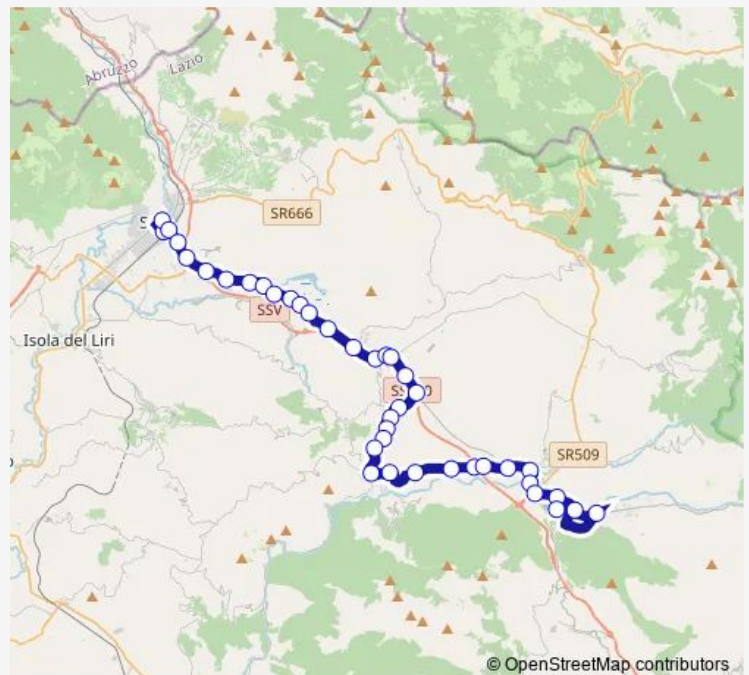 Abruzzo
Lazio
S
SR666
SSV
Isola del Liri
SR509
© OpenStreetMap contributors